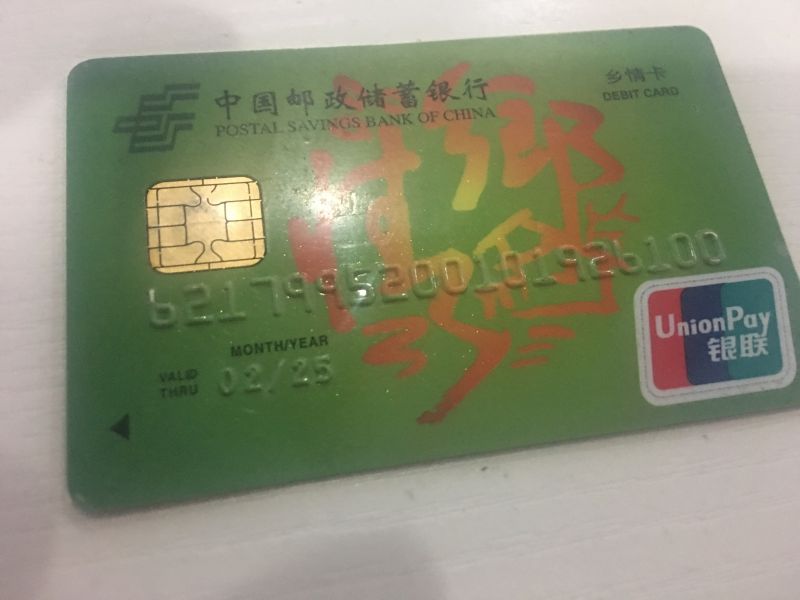 中国邮政储蓄银行
POSTAL SAVINGS BANK OF CHINA
乡情卡
DEBIT CARD
6217995200101926100
MONTH/YEAR
VALID THRU 02/25
UnionPay
银联